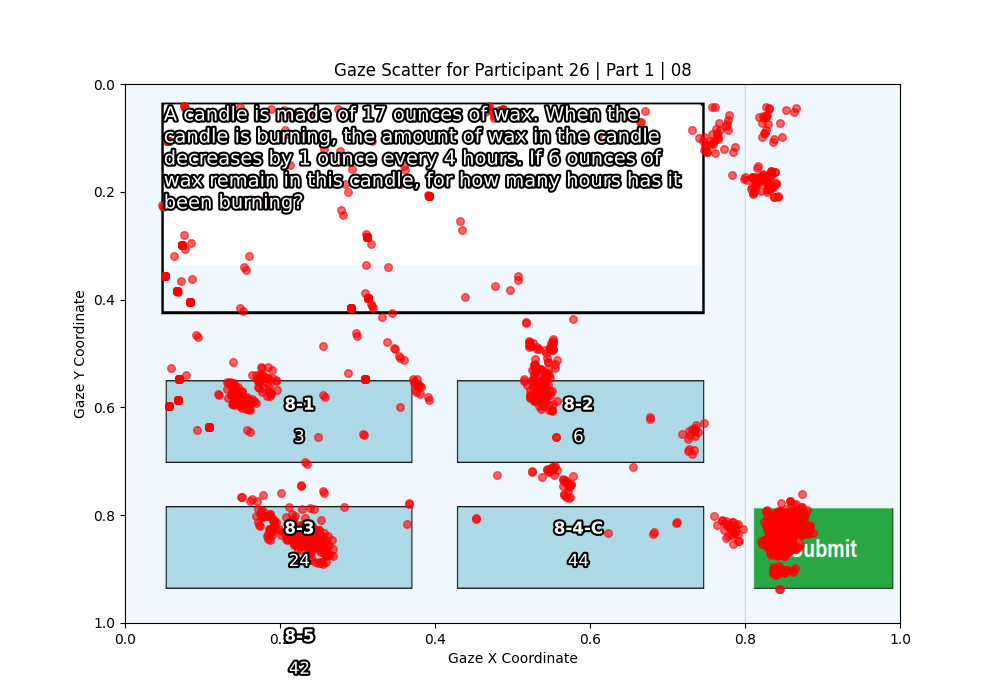 Gaze Scatter for Participant 26 | Part 1 | 08
A candle is made of 17 ounces of wax. When the
candle is burning, the amount of wax in the candle
decreases by 1 ounce every 4 hours. If 6 ounces of
wax remain in this candle, for how many hours has it
been burning?
8-1
3
8-2
6
8-3
24
8-4-C
44
Submit
8-5
42
0.0
0.2
0.4
0.6
0.8
1.0
Gaze Y Coordinate
0.0
0.2
0.4
0.6
0.8
1.0
Gaze X Coordinate